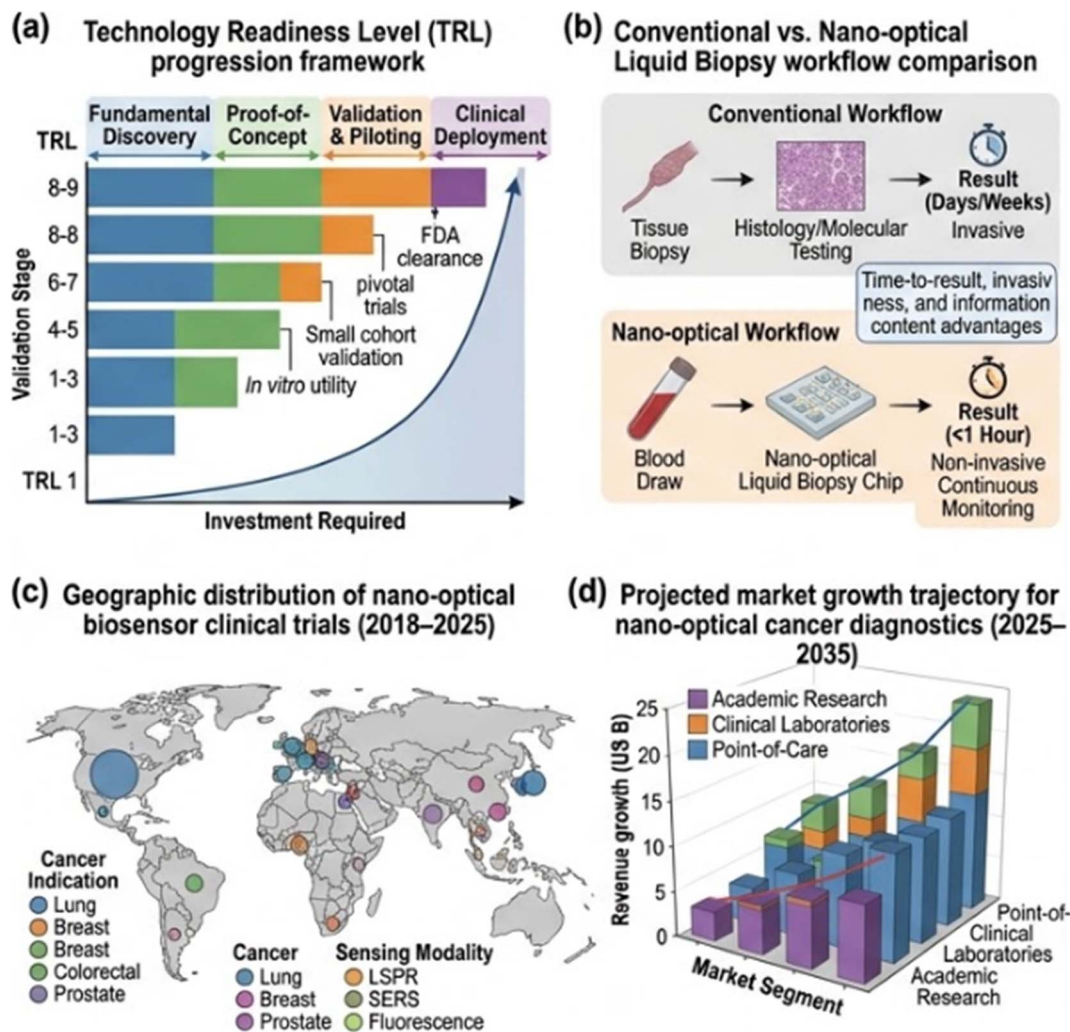 (a) Technology Readiness Level (TRL)
progression framework
TRL
Fundamental
Discovery
Proof-of-
Concept
Validation
& Piloting
Clinical
Deployment
Validation Stage
8-9
8-8
6-7
4-5
1-3
1-3
TRL 1
FDA
clearance
pivotal
trials
Small cohort
validation
In vitro utility
Investment Required
(b) Conventional vs. Nano-optical
Liquid Biopsy workflow comparison
Conventional Workflow
Tissue
Biopsy
Histology/Molecular
Testing
Result
(Days/Weeks)
Invasive
Time-to-result, invasiv
ness, and information
content advantages
Nano-optical Workflow
Blood
Draw
Nano-optical
Liquid Biopsy Chip
Result
(<1 Hour)
Non-invasive
Continuous
Monitoring
(c) Geographic distribution of nano-optical
biosensor clinical trials (2018–2025)
Cancer
Indication
Lung
Breast
Breast
Colorectal
Prostate
Cancer
Lung
Breast
Prostate
Sensing Modality
LSPR
SERS
Fluorescence
(d) Projected market growth trajectory for
nano-optical cancer diagnostics (2025–
2035)
Academic Research
Clinical Laboratories
Point-of-Care
Revenue growth (US B)
25
20
15
10
5
0
Market Segment
Point-of-
Clinical
Laboratories
Academic
Research